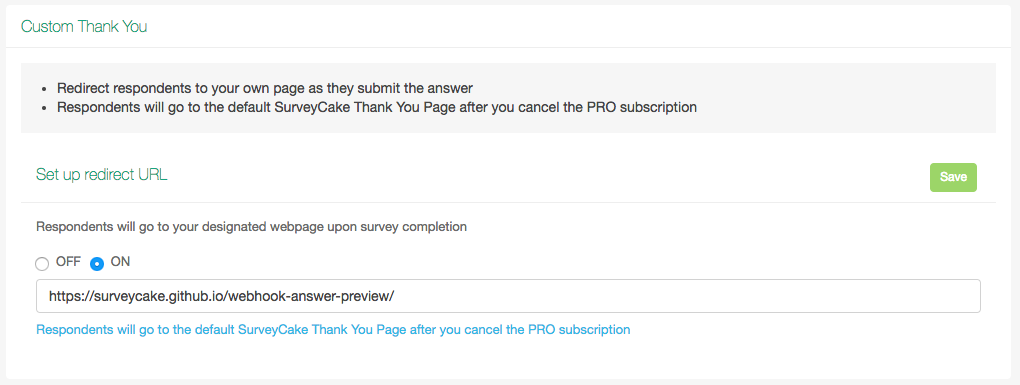 Custom Thank You
• Redirect respondents to your own page as they submit the answer
• Respondents will go to the default SurveyCake Thank You Page after you cancel the PRO subscription
Set up redirect URL
Save
Respondents will go to your designated webpage upon survey completion
OFF ON
https://surveycake.github.io/webhook-answer-preview/
Respondents will go to the default SurveyCake Thank You Page after you cancel the PRO subscription